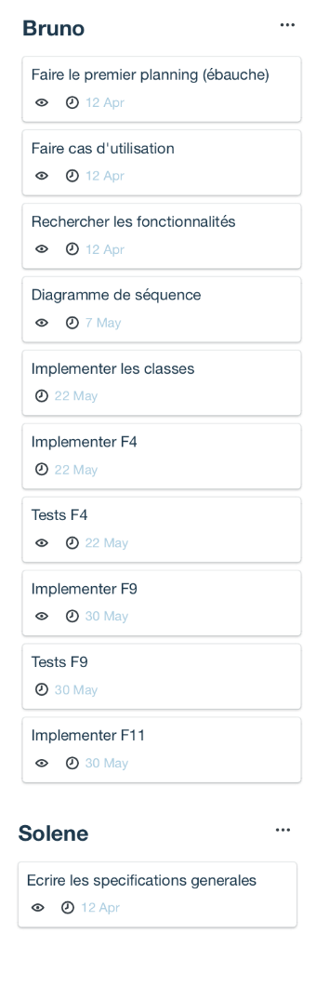 Bruno
Faire le premier planning (ébauche)
12 Apr
Faire cas d'utilisation
12 Apr
Rechercher les fonctionnalités
12 Apr
Diagramme de séquence
7 May
Implementer les classes
22 May
Implementer F4
22 May
Tests F4
22 May
Implementer F9
30 May
Tests F9
30 May
Implementer F11
30 May
Solene
Ecrire les specifications generales
12 Apr